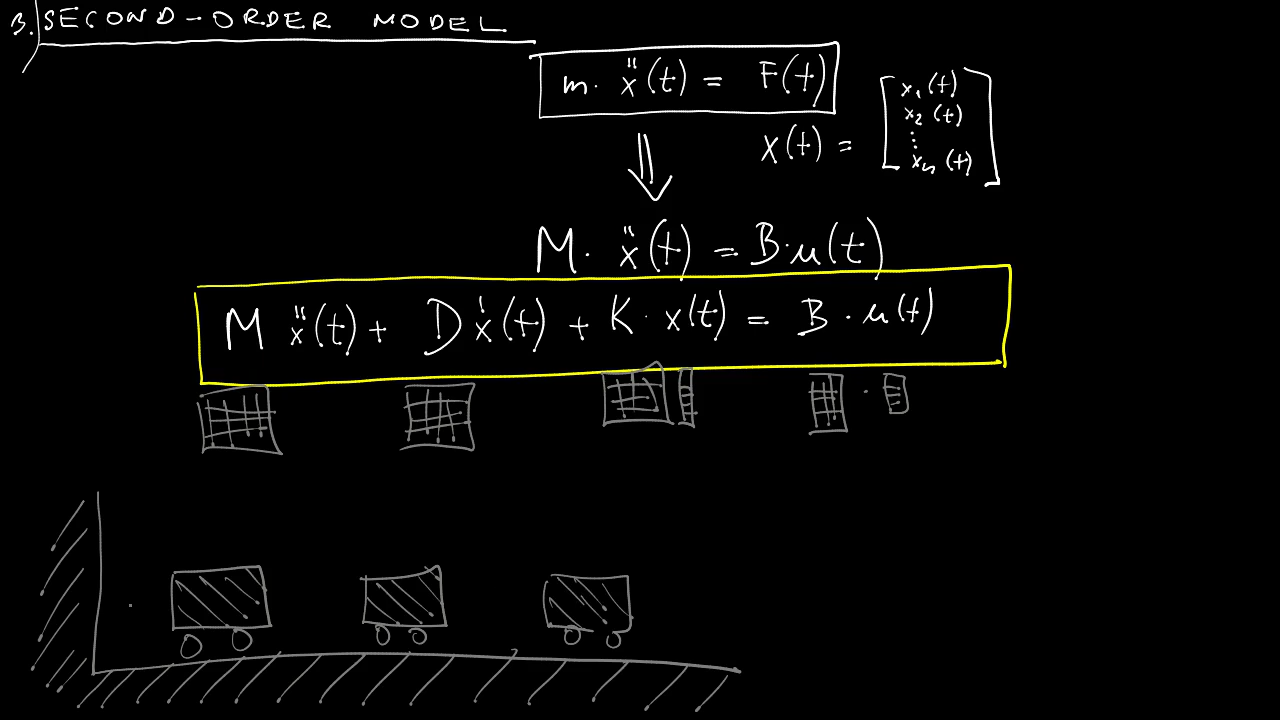 3. SECOND-ORDER MODEL
m· ẍ(t) = F(t)
x(t) = [x₁(t) x₂(t) ⋮ xₙ(t)]
M· ẍ(t) = B·u(t)
M ẍ(t) + D ẋ(t) + K· x(t) = B · u(t)